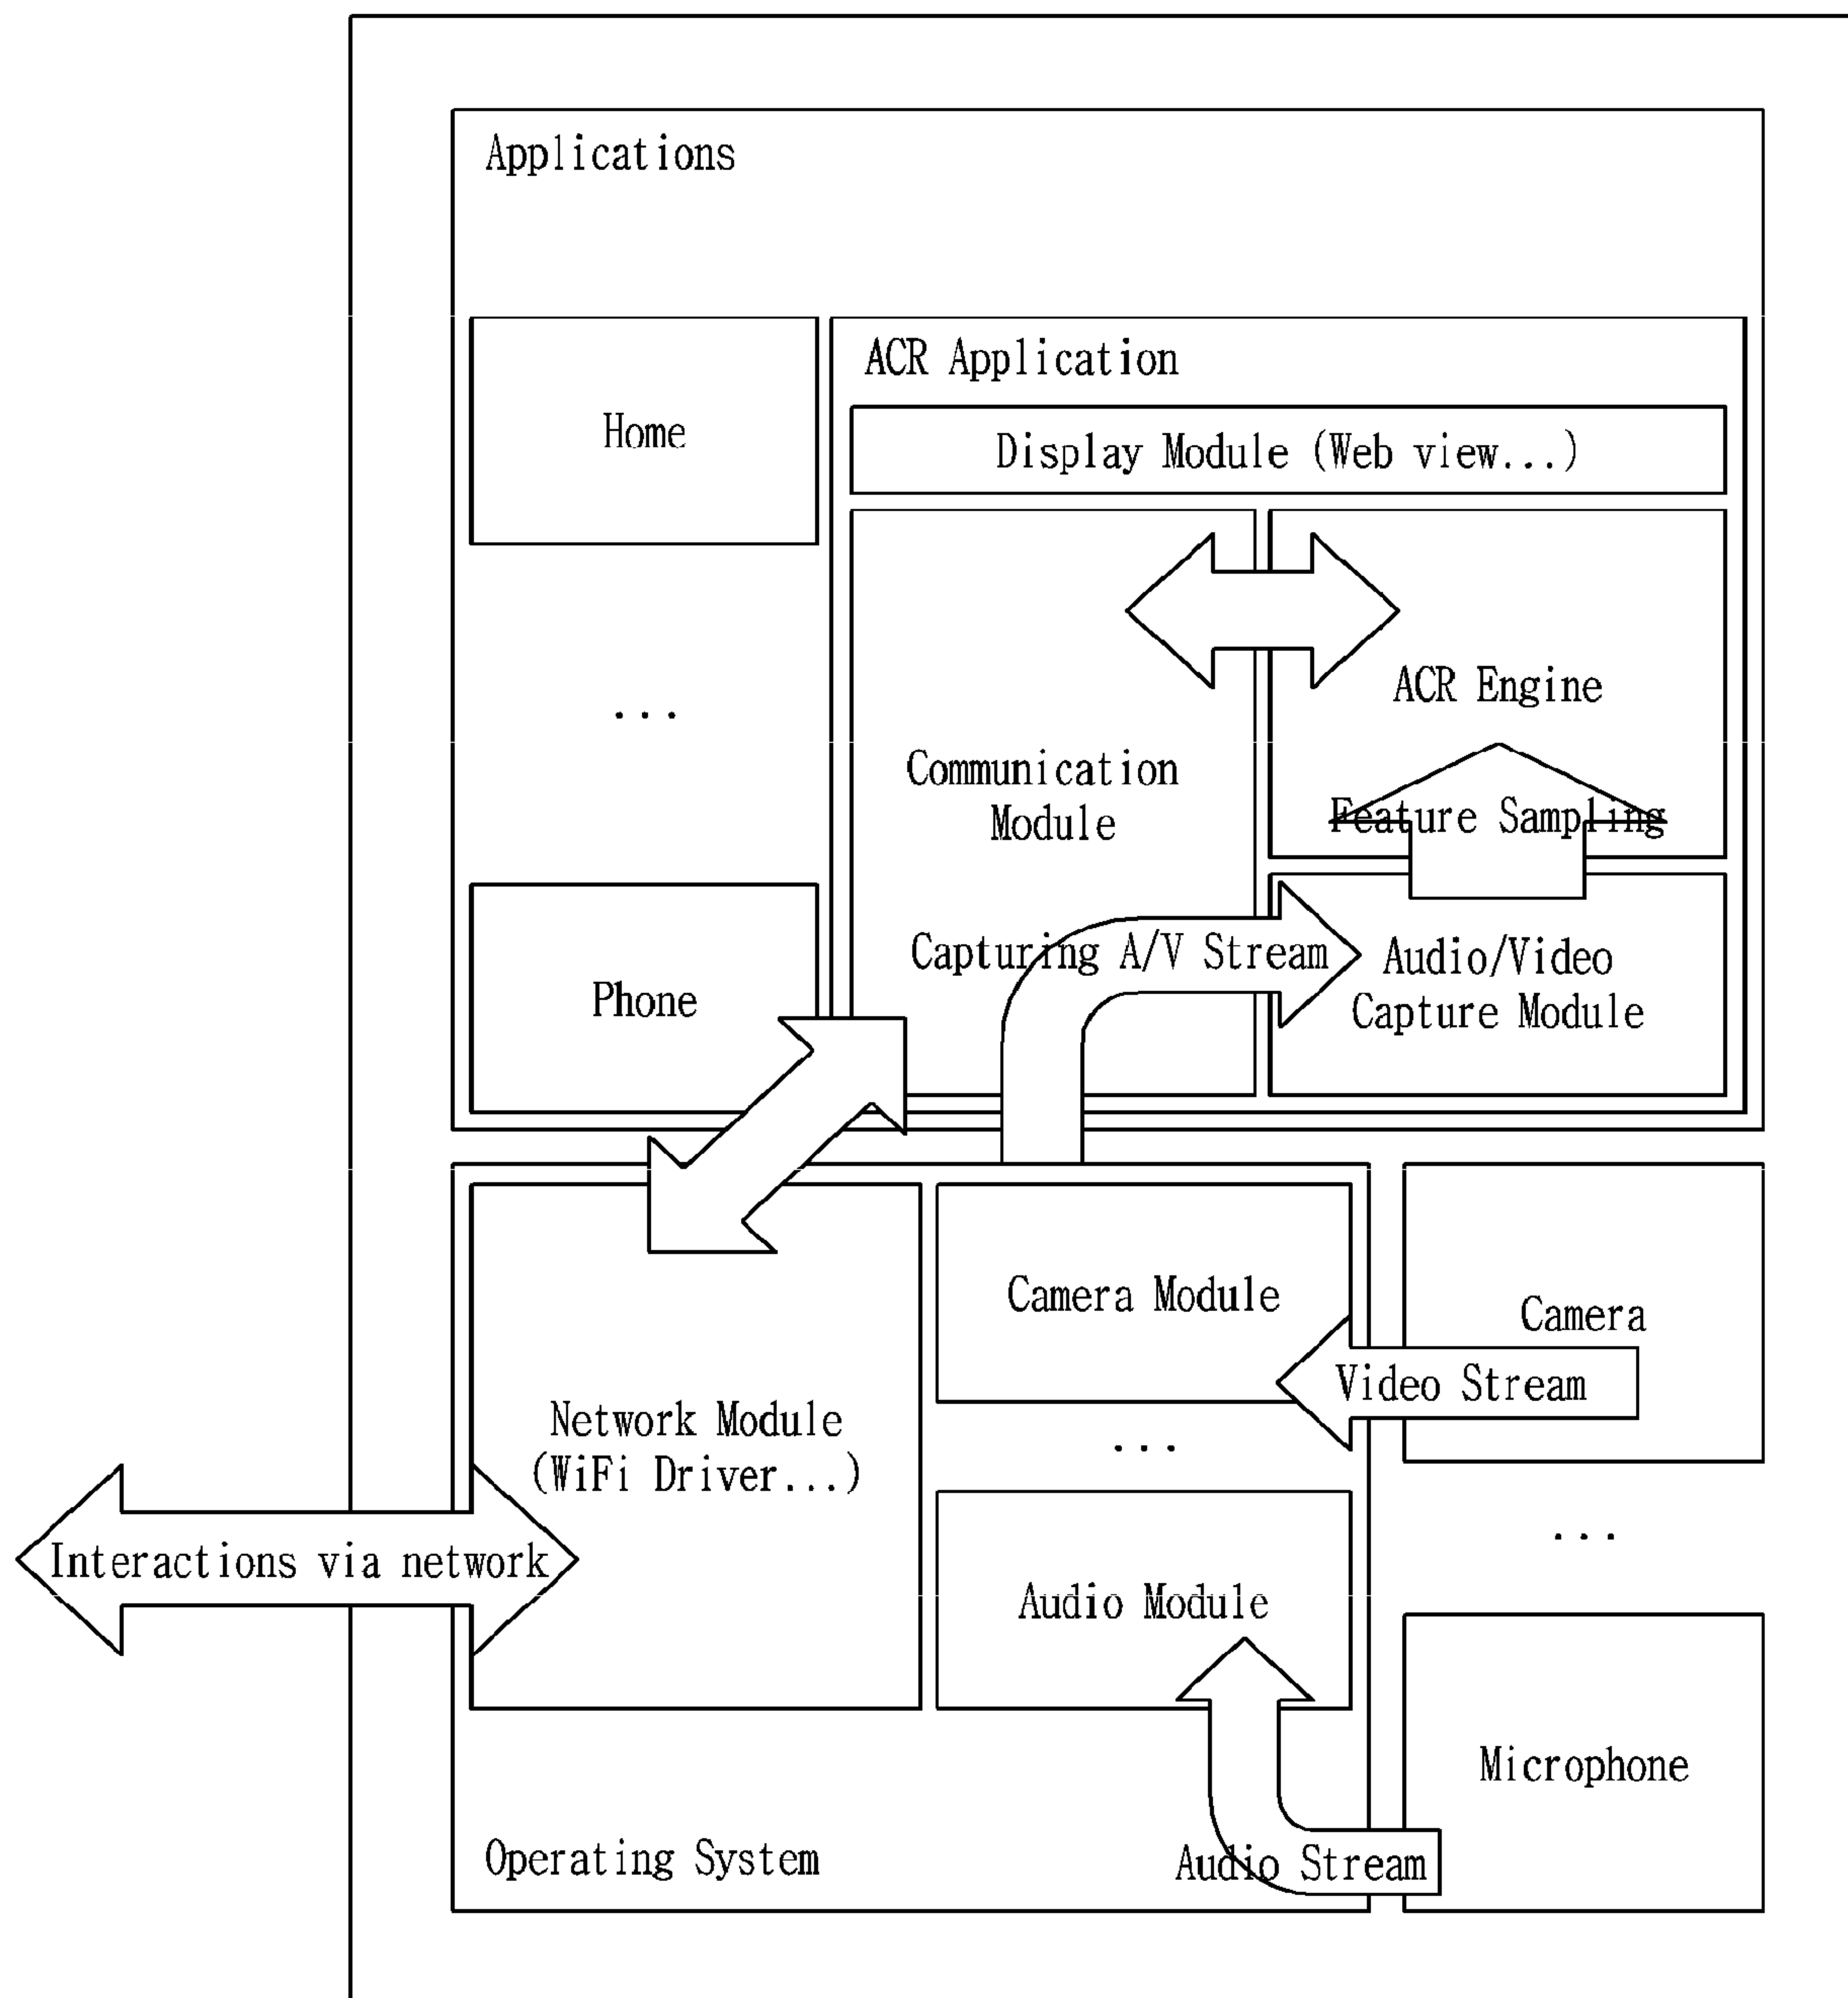 Applications
Home
ACR Application
Display Module (Web view...)
...
ACR Engine
Communication
Module
Feature Sampling
Phone
Capturing A/V Stream
Audio/Video
Capture Module
Camera Module
Camera
Video Stream
Network Module
(WiFi Driver...)
...
...
Interactions via network
Audio Module
Microphone
Operating System
Audio Stream